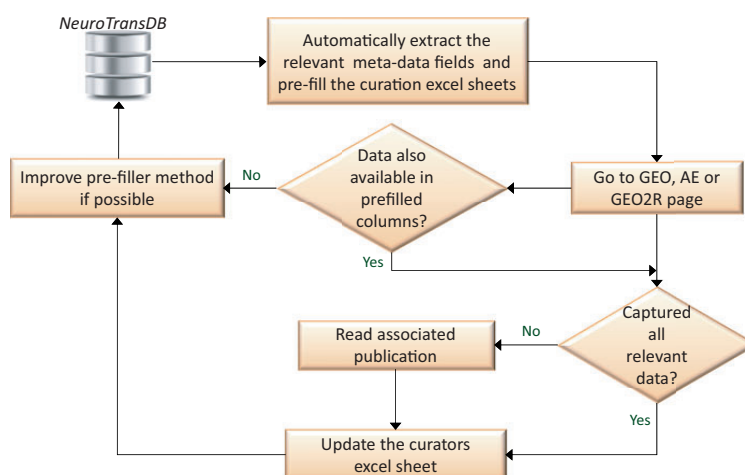 NeuroTransDB
Automatically extract the
relevant meta-data fields and
pre-fill the curation excel sheets
Improve pre-filler method
if possible
No
Data also
available in
prefilled
columns?
Go to GEO, AE or
GEO2R page
Yes
Captured
all
relevant
data?
No
Read associated
publication
Yes
Update the curators
excel sheet